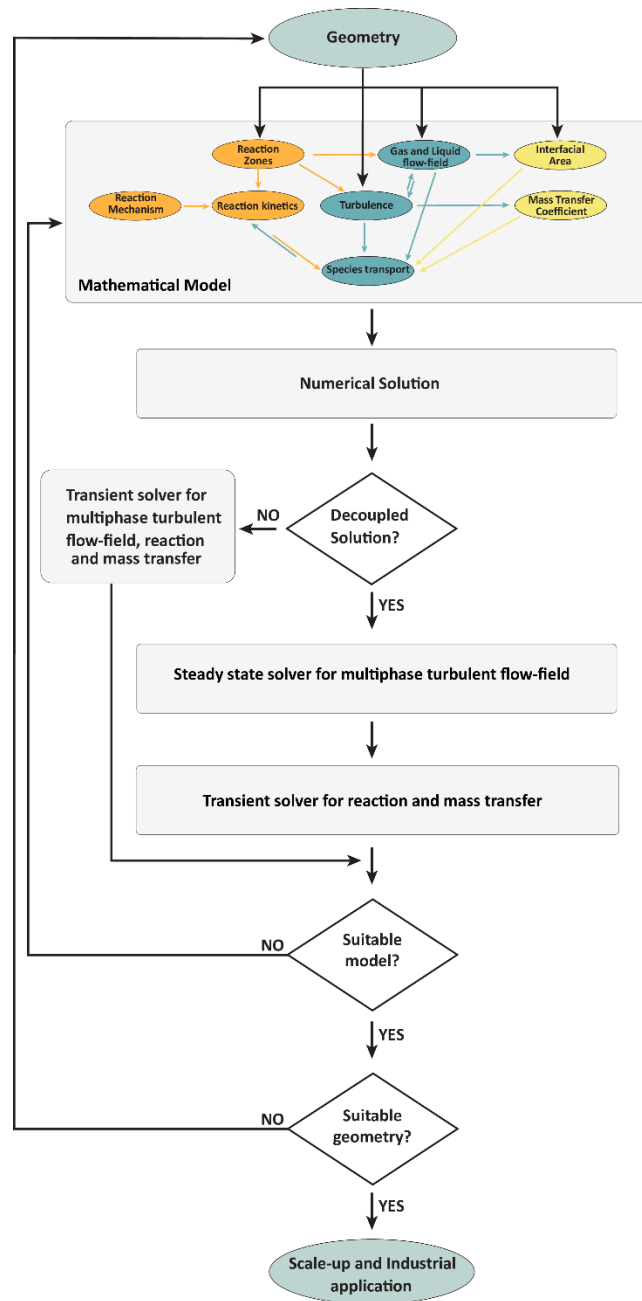 Geometry
Reaction
Zones
Gas and Liquid
flow-field
Interfacial
Area
Reaction
Mechanism
Reaction kinetics
Turbulence
Mass Transfer
Coefficient
Species transport
Mathematical Model
Numerical Solution
Transient solver for
multiphase turbulent
flow-field, reaction
and mass transfer
NO
Decoupled
Solution?
YES
Steady state solver for multiphase turbulent flow-field
Transient solver for reaction and mass transfer
NO
Suitable
model?
YES
NO
Suitable
geometry?
YES
Scale-up and Industrial
application